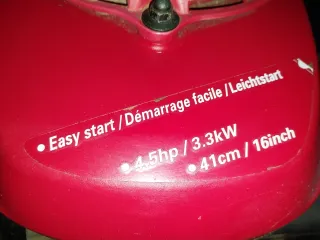 • Easy start / Démarrage facile / Leichtstart
• 4.5hp / 3.3kW
• 41cm / 16inch